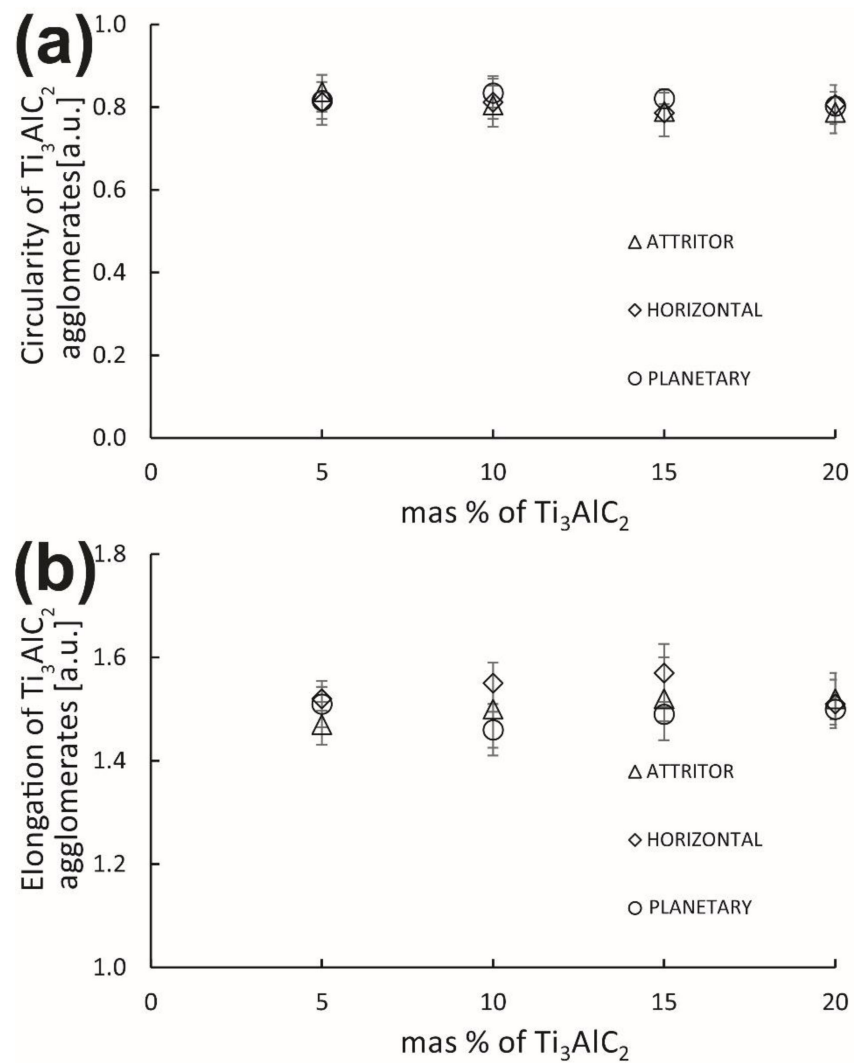 (a)
Circularity of Ti₃AlC₂
agglomerates[a.u.]
1.0
0.8
0.6
0.4
0.2
0.0
△ ATTRITOR
◇ HORIZONTAL
○ PLANETARY
0 5 10 15 20
mas % of Ti₃AlC₂
(b)
Elongation of Ti₃AlC₂
agglomerates [a.u.]
1.8
1.6
1.4
1.2
1.0
△ ATTRITOR
◇ HORIZONTAL
○ PLANETARY
0 5 10 15 20
mas % of Ti₃AlC₂